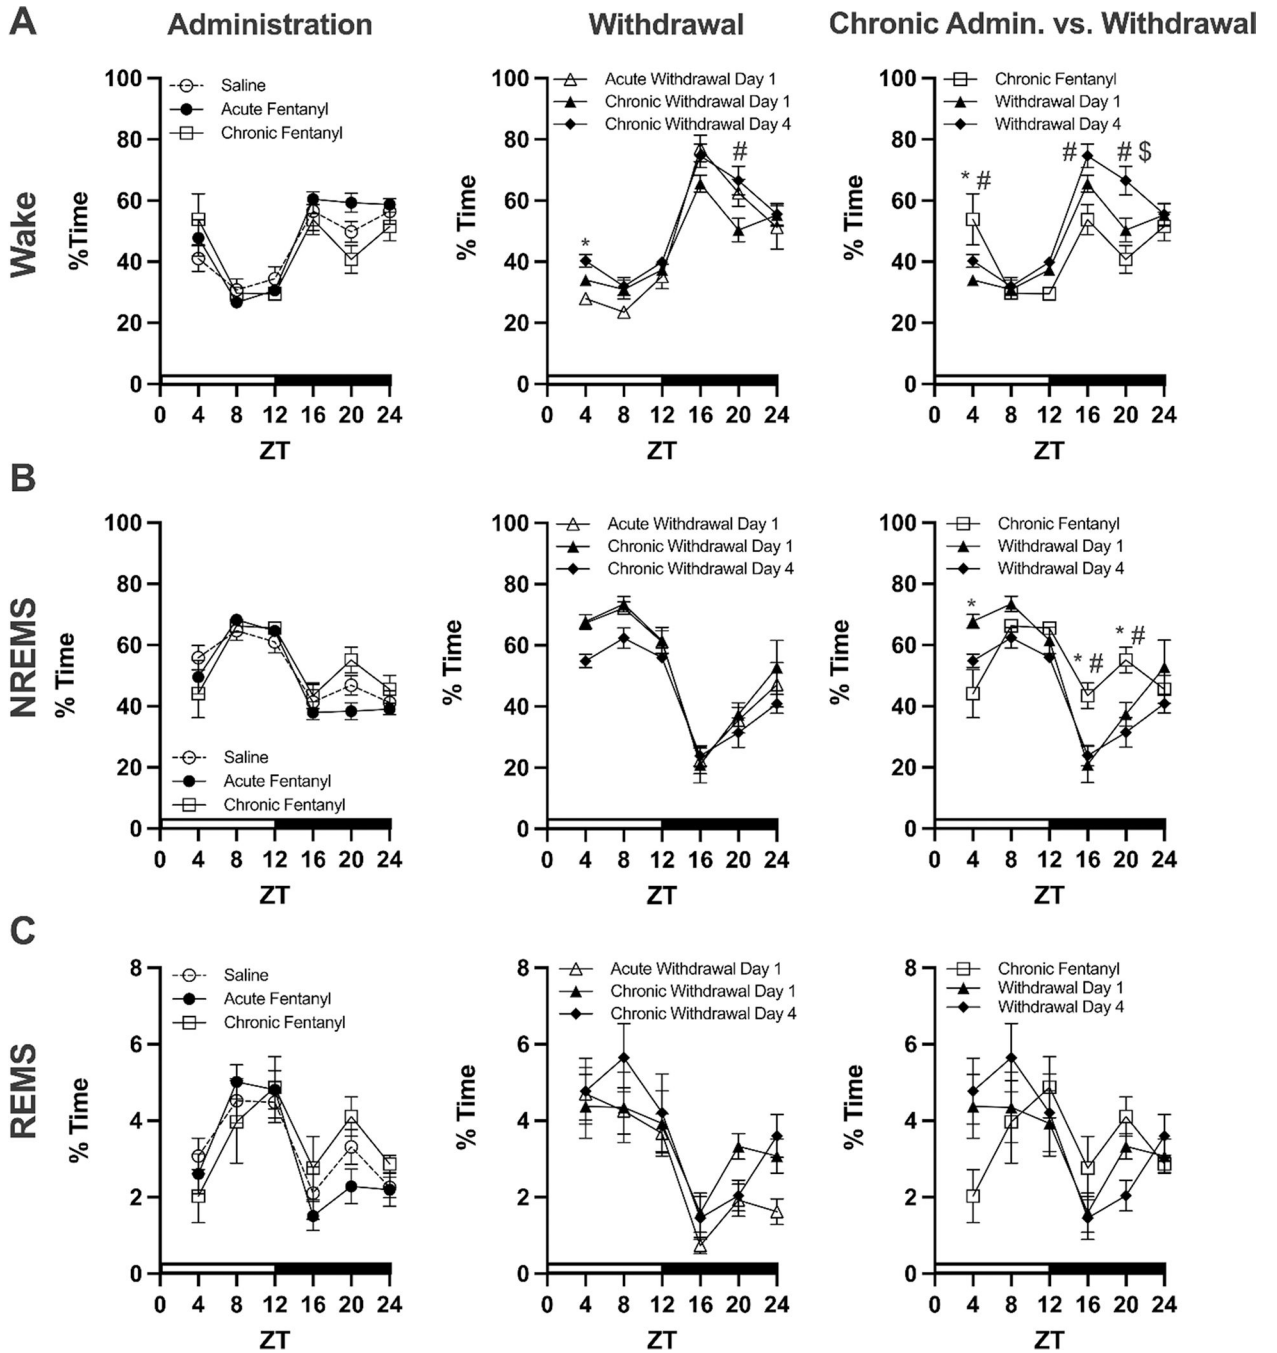 A
Administration
Withdrawal
Chronic Admin. vs. Withdrawal
Wake
%Time
100
80
60
40
20
0
Saline
Acute Fentanyl
Chronic Fentanyl
0 4 8 12 16 20 24
ZT
% Time
100
80
60
40
20
0
Acute Withdrawal Day 1
Chronic Withdrawal Day 1
Chronic Withdrawal Day 4
*
#
0 4 8 12 16 20 24
ZT
% Time
100
80
60
40
20
0
Chronic Fentanyl
Withdrawal Day 1
Withdrawal Day 4
* #
#
# $
0 4 8 12 16 20 24
ZT
B
NREMS
% Time
100
80
60
40
20
0
Saline
Acute Fentanyl
Chronic Fentanyl
0 4 8 12 16 20 24
ZT
% Time
100
80
60
40
20
0
Acute Withdrawal Day 1
Chronic Withdrawal Day 1
Chronic Withdrawal Day 4
0 4 8 12 16 20 24
ZT
% Time
100
80
60
40
20
0
Chronic Fentanyl
Withdrawal Day 1
Withdrawal Day 4
*
* #
* #
0 4 8 12 16 20 24
ZT
C
REMS
% Time
8
6
4
2
0
Saline
Acute Fentanyl
Chronic Fentanyl
0 4 8 12 16 20 24
ZT
% Time
8
6
4
2
0
Acute Withdrawal Day 1
Chronic Withdrawal Day 1
Chronic Withdrawal Day 4
0 4 8 12 16 20 24
ZT
% Time
8
6
4
2
0
Chronic Fentanyl
Withdrawal Day 1
Withdrawal Day 4
0 4 8 12 16 20 24
ZT